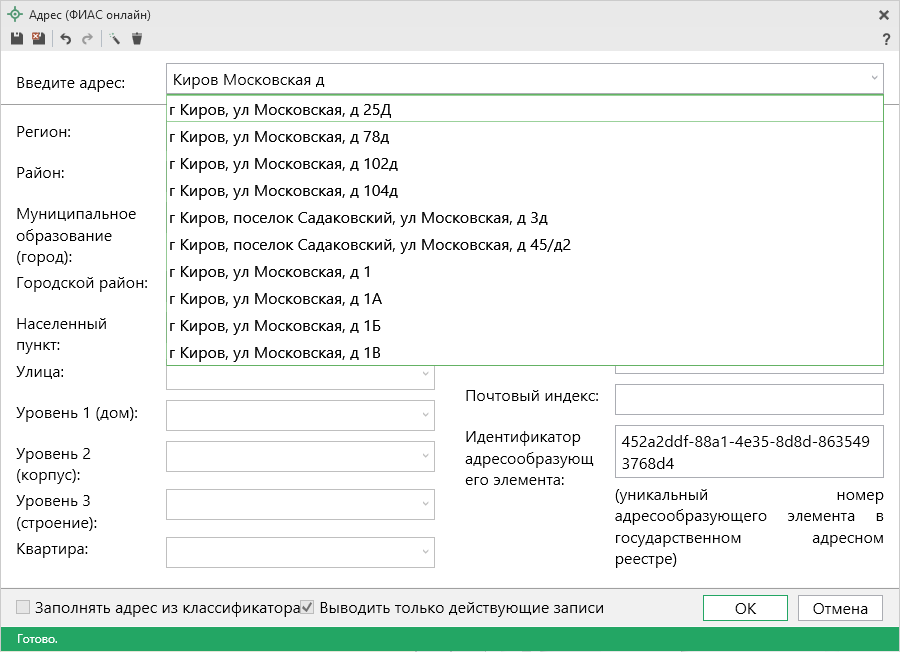 Адрес (ФИАС онлайн)
?
Введите адрес:
Киров Московская д
г Киров, ул Московская, д 25Д
г Киров, ул Московская, д 78д
г Киров, ул Московская, д 102д
г Киров, ул Московская, д 104д
г Киров, поселок Садаковский, ул Московская, д 3д
г Киров, поселок Садаковский, ул Московская, д 45/д2
г Киров, ул Московская, д 1
г Киров, ул Московская, д 1А
г Киров, ул Московская, д 1Б
г Киров, ул Московская, д 1В
Регион:
Район:
Муниципальное
образование
(город):
Городской район:
Населенный
пункт:
Улица:
Уровень 1 (дом):
Уровень 2
(корпус):
Уровень 3
(строение):
Квартира:
Почтовый индекс:
Идентификатор
адресообразующ
его элемента:
452a2ddf-88a1-4e35-8d8d-863549
3768d4
(уникальный номер
адресообразующего элемента в
государственном адресном
реестре)
Заполнять адрес из классификатора
Выводить только действующие записи
ОК
Отмена
Готово.